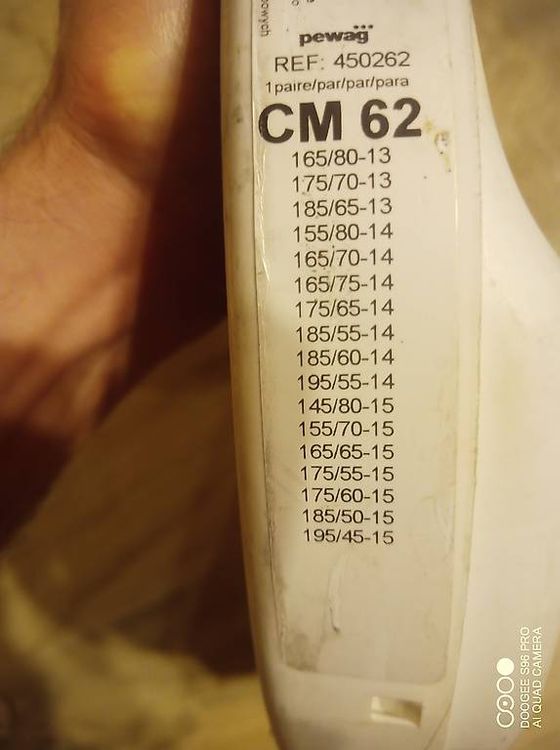 pewag
REF: 450262
1paire/par/par/para
CM 62
165/80-13
175/70-13
185/65-13
155/80-14
165/70-14
165/75-14
175/65-14
185/55-14
185/60-14
195/55-14
145/80-15
155/70-15
165/65-15
175/55-15
175/60-15
185/50-15
195/45-15
DOOGEE S96 PRO
AI QUAD CAMERA